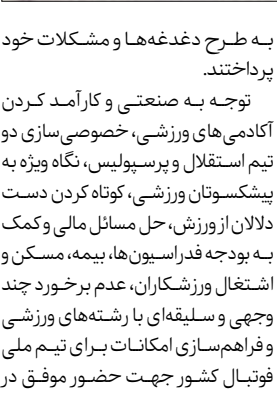 به طرح دغدغه‌ها و مشکلات خود
پرداختند.
توجه به صنعتی و کارآمد کردن
آکادمی‌های ورزشی، خصوصی‌سازی دو
تیم استقلال و پرسپولیس، نگاه ویژه به
پیشکسوتان ورزشی، کوتاه کردن دست
دلالان از ورزش، حل مسائل مالی و کمک
به بودجه فدراسیون‌ها، بیمه، مسکن و
اشتغال ورزشکاران، عدم برخورد چند
وجهی و سلیقه‌ای با رشته‌های ورزشی
و فراهم‌سازی امکانات برای تیم ملی
فوتبال کشور جهت حضور موفق در